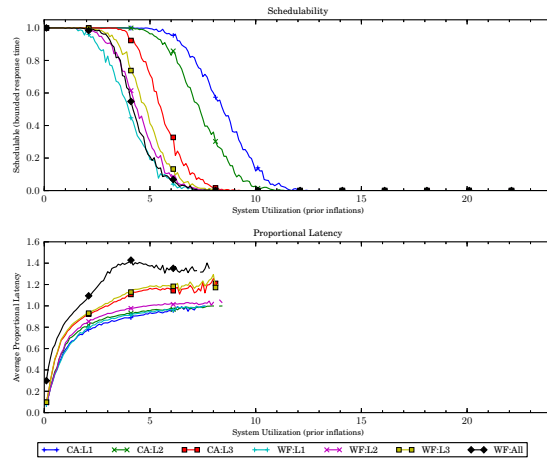 Schedulability
1.0
0.8
0.6
0.4
0.2
0.0
Schedulable (bounded response time)
0 5 10 15 20
System Utilization (prior inflations)
Proportional Latency
1.6
1.4
1.2
1.0
0.8
0.6
0.4
0.2
0.0
Average Proportional Latency
0 5 10 15 20
System Utilization (prior inflations)
CA:L1 CA:L2 CA:L3 WF:L1 WF:L2 WF:L3 WF:All